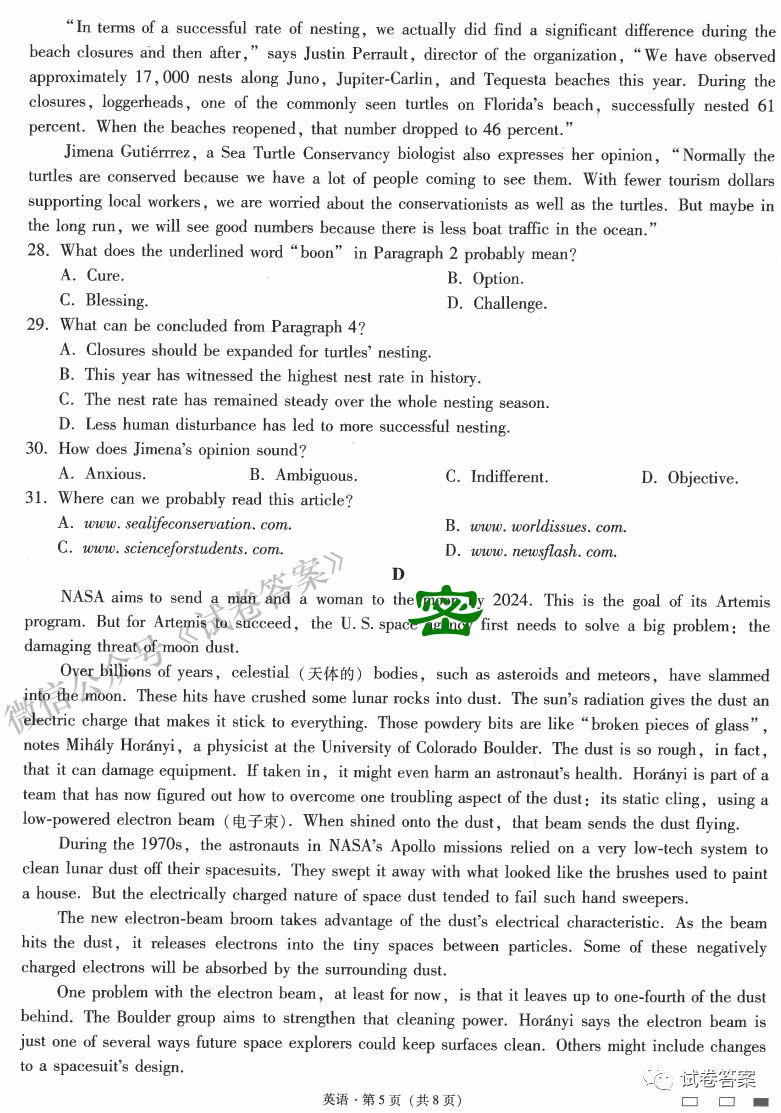 “In terms of a successful rate of nesting, we actually did find a significant difference during the
beach closures and then after,” says Justin Perrault, director of the organization, “We have observed
approximately 17,000 nests along Juno, Jupiter-Carlin, and Tequesta beaches this year. During the
closures, loggerheads, one of the commonly seen turtles on Florida’s beach, successfully nested 61
percent. When the beaches reopened, that number dropped to 46 percent.”
Jimena Gutiérrrez, a Sea Turtle Conservancy biologist also expresses her opinion, “Normally the
turtles are conserved because we have a lot of people coming to see them. With fewer tourism dollars
supporting local workers, we are worried about the conservationists as well as the turtles. But maybe in
the long run, we will see good numbers because there is less boat traffic in the ocean.”
28. What does the underlined word “boon” in Paragraph 2 probably mean?
A. Cure. B. Option.
C. Blessing. D. Challenge.
29. What can be concluded from Paragraph 4?
A. Closures should be expanded for turtles’ nesting.
B. This year has witnessed the highest nest rate in history.
C. The nest rate has remained steady over the whole nesting season.
D. Less human disturbance has led to more successful nesting.
30. How does Jimena’s opinion sound?
A. Anxious. B. Ambiguous. C. Indifferent. D. Objective.
31. Where can we probably read this article?
A. www. sealifeconservation. com. B. www. worldissues. com.
C. www. scienceforstudents. com. D. www. newsflash. com.
D
NASA aims to send a man and a woman to the moon by 2024. This is the goal of its Artemis
program. But for Artemis to succeed, the U. S. space agency first needs to solve a big problem: the
damaging threat of moon dust.
Over billions of years, celestial (天体的) bodies, such as asteroids and meteors, have slammed
into the moon. These hits have crushed some lunar rocks into dust. The sun’s radiation gives the dust an
electric charge that makes it stick to everything. Those powdery bits are like “broken pieces of glass”,
notes Mihály Horányi, a physicist at the University of Colorado Boulder. The dust is so rough, in fact,
that it can damage equipment. If taken in, it might even harm an astronaut’s health. Horányi is part of a
team that has now figured out how to overcome one troubling aspect of the dust: its static cling, using a
low-powered electron beam (电子束). When shined onto the dust, that beam sends the dust flying.
During the 1970s, the astronauts in NASA’s Apollo missions relied on a very low-tech system to
clean lunar dust off their spacesuits. They swept it away with what looked like the brushes used to paint
a house. But the electrically charged nature of space dust tended to fail such hand sweepers.
The new electron-beam broom takes advantage of the dust’s electrical characteristic. As the beam
hits the dust, it releases electrons into the tiny spaces between particles. Some of these negatively
charged electrons will be absorbed by the surrounding dust.
One problem with the electron beam, at least for now, is that it leaves up to one-fourth of the dust
behind. The Boulder group aims to strengthen that cleaning power. Horányi says the electron beam is
just one of several ways future space explorers could keep surfaces clean. Others might include changes
to a spacesuit’s design.
英语·第5页(共8页)
密
微信公众号《试卷答案》
试卷答案